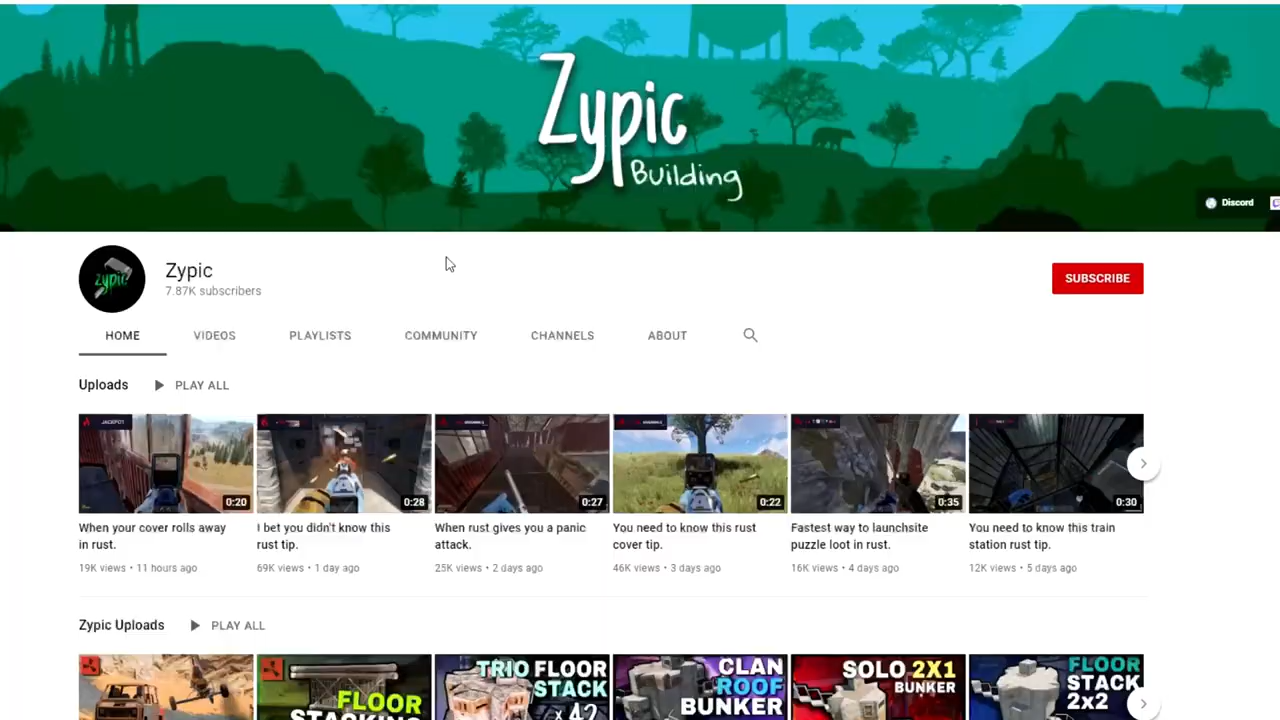 Zypic
Building
Discord
zypic
Zypic
7.87K subscribers
SUBSCRIBE
HOME VIDEOS PLAYLISTS COMMUNITY CHANNELS ABOUT
Uploads PLAY ALL
JACKPOT
0:20 0:28 0:27 0:22 0:35 0:30
When your cover rolls away in rust.
19K views • 11 hours ago
I bet you didn't know this rust tip.
69K views • 1 day ago
When rust gives you a panic attack.
25K views • 2 days ago
You need to know this rust cover tip.
46K views • 3 days ago
Fastest way to launchsite puzzle loot in rust.
16K views • 4 days ago
You need to know this train station rust tip.
12K views • 5 days ago
Zypic Uploads PLAY ALL
FLOOR
STACKING
TRIO FLOOR
STACK
x42
CLAN
ROOF
BUNKER
SOLO 2X1
BUNKER
FLOOR
STACK
2x2